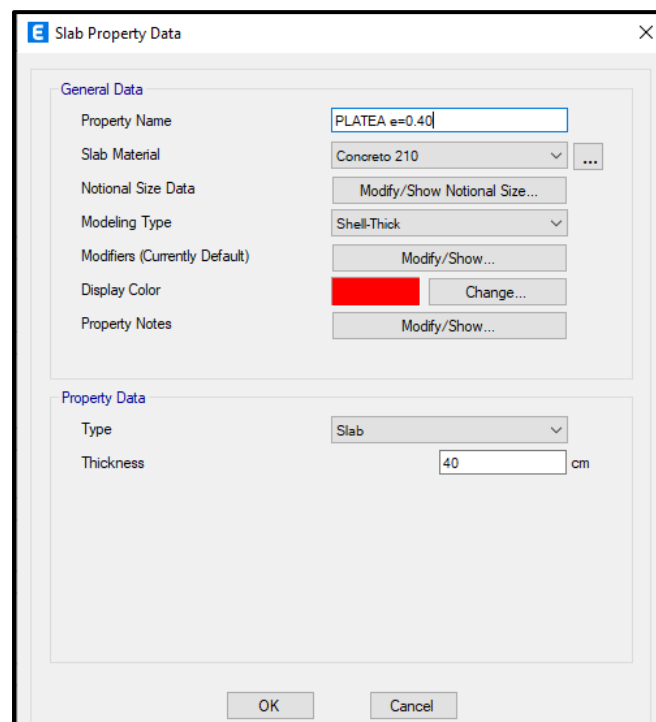 E Slab Property Data
General Data
Property Name PLATEA e=0.40
Slab Material Concreto 210 ...
Notional Size Data Modify/Show Notional Size...
Modeling Type Shell-Thick
Modifiers (Currently Default) Modify/Show...
Display Color Change...
Property Notes Modify/Show...
Property Data
Type Slab
Thickness 40 cm
OK Cancel